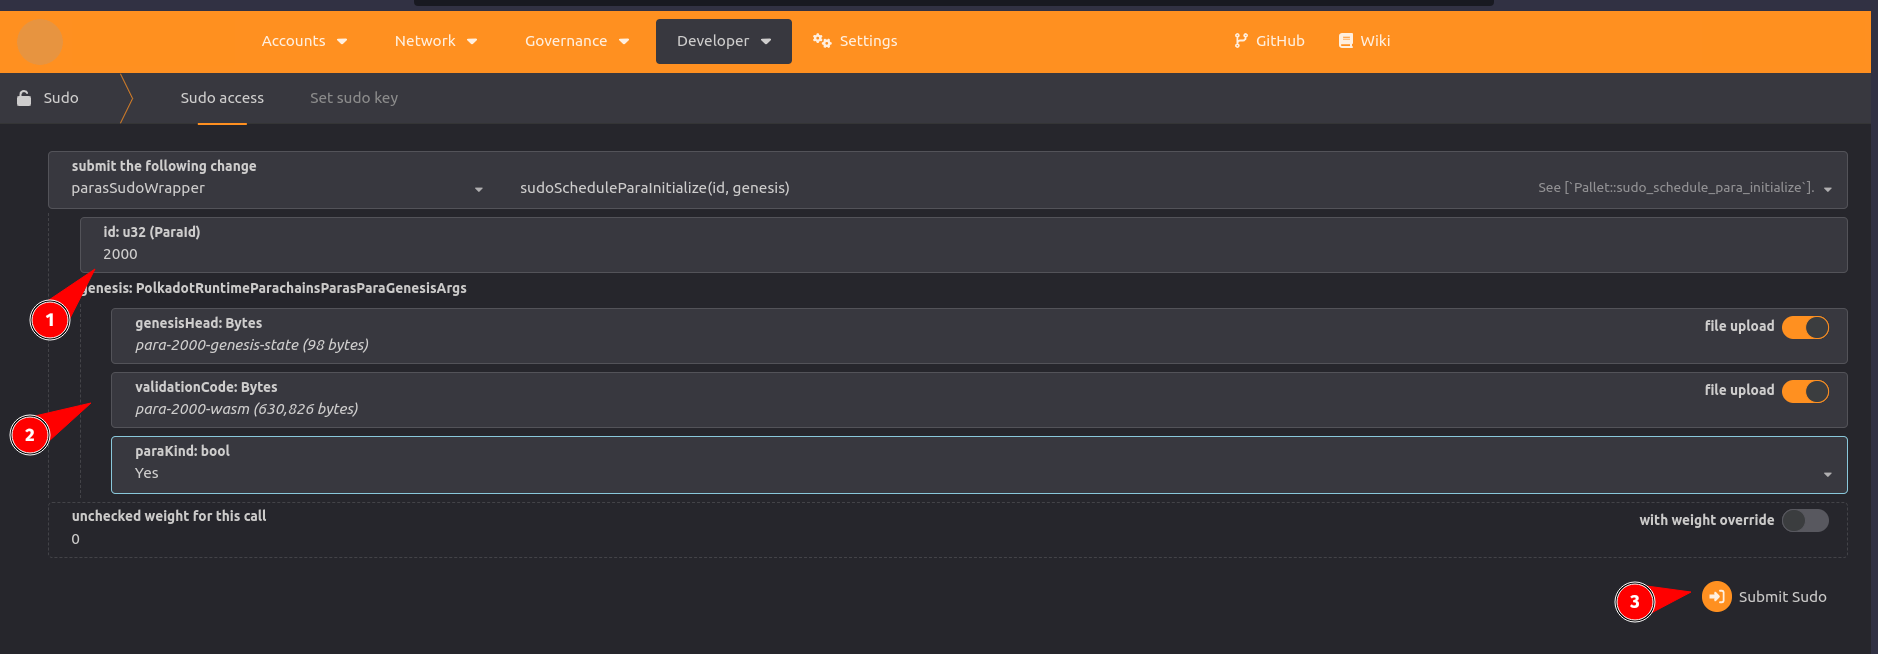 Accounts Network Governance Developer Settings GitHub Wiki
Sudo Sudo access Set sudo key
submit the following change
parasSudoWrapper sudoScheduleParaInitialize(id, genesis) See [`Pallet::sudo_schedule_para_initialize`].
id: u32 (ParaId)
2000
genesis: PolkadotRuntimeParachainsParasParaGenesisArgs
1
genesisHead: Bytes file upload
para-2000-genesis-state (98 bytes)
validationCode: Bytes file upload
para-2000-wasm (630,826 bytes)
2
paraKind: bool
Yes
unchecked weight for this call with weight override
0
3 Submit Sudo